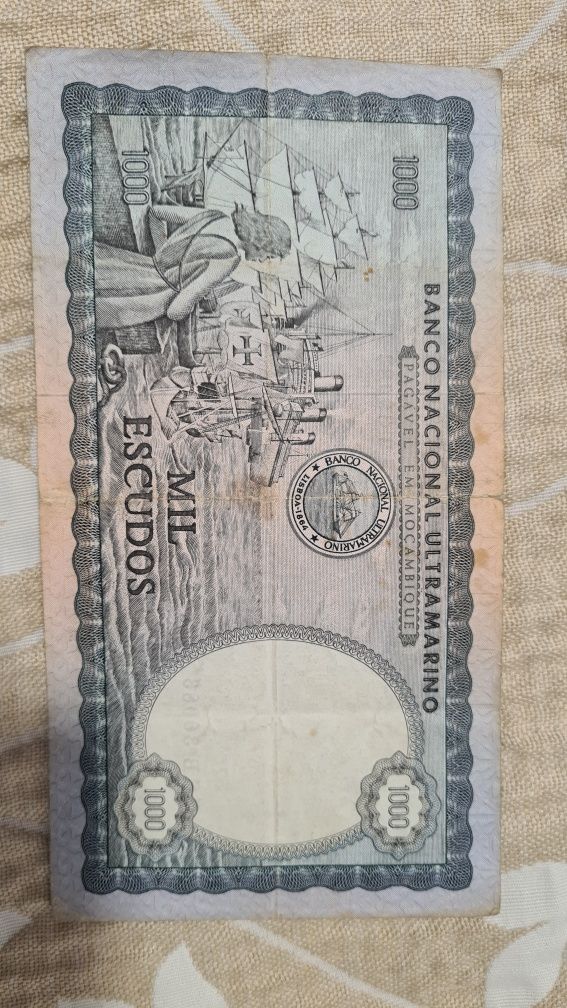 BANCO NACIONAL ULTRAMARINO
PAGÁVEL EM MOÇAMBIQUE
1000
BANCO NACIONAL ULTRAMARINO
LISBOA-1864
MIL
ESCUDOS
1000
1000
1000